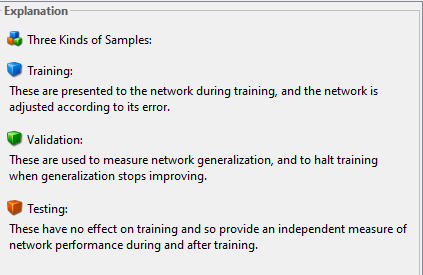 Explanation
Three Kinds of Samples:
Training:
These are presented to the network during training, and the network is
adjusted according to its error.
Validation:
These are used to measure network generalization, and to halt training
when generalization stops improving.
Testing:
These have no effect on training and so provide an independent measure of
network performance during and after training.